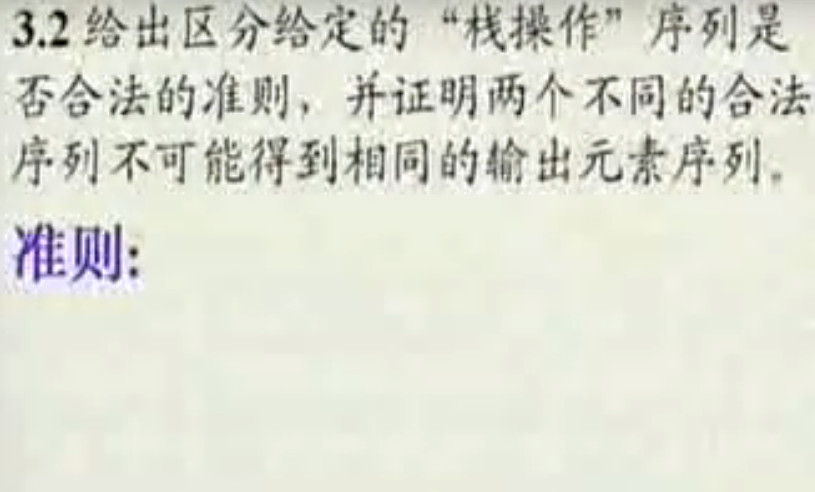 3.2 给出区分给定的“栈操作”序列是
否合法的准则，并证明两个不同的合法
序列不可能得到相同的输出元素序列。
准则: